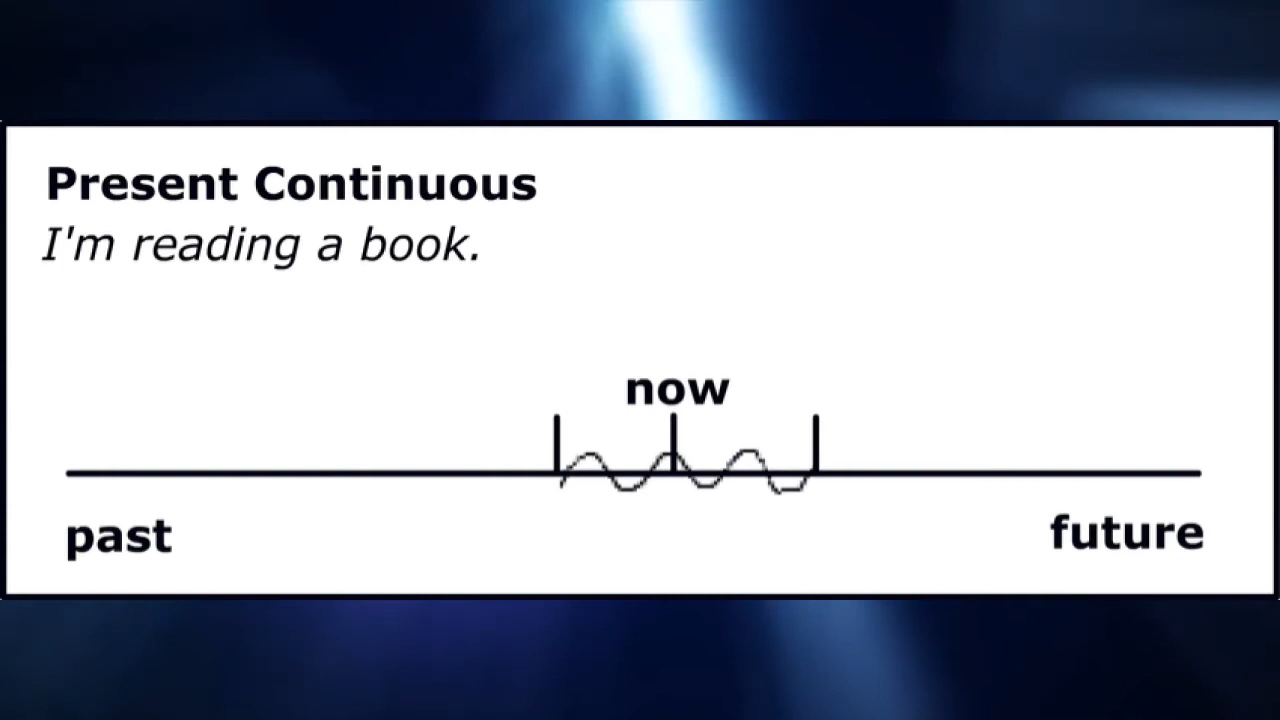 Present Continuous
I'm reading a book.
now
past
future